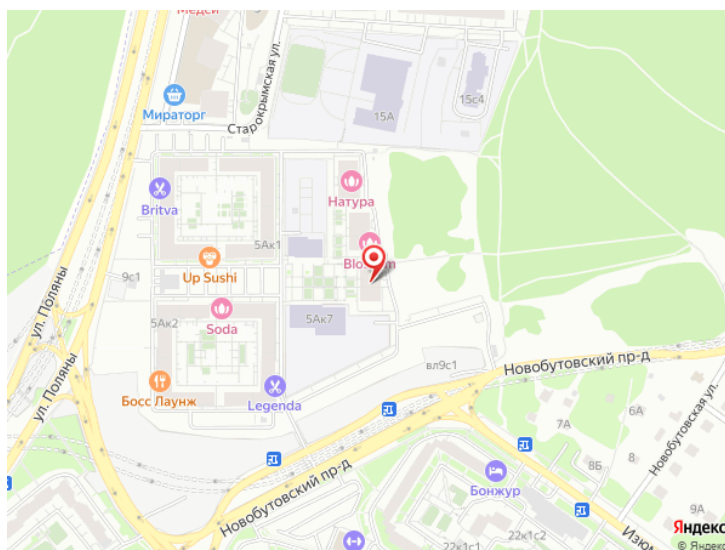 Медси
Старокрымская ул.
Мираторг
15А
15с4
Britva
Натура
5Ак1
Blossom
9с1
Up Sushi
ул. Поляны
5Ак2
Soda
5Ак7
вл9с1
Новобутовский пр-д
Босс Лаунж
Legenda
ул. Поляны
7А
6А
Новобутовская ул.
8Б
8
Бонжур
Новобутовский пр-д
9А
22к1с2
22к1с1
Изюм
Яндекс
© Яндекс